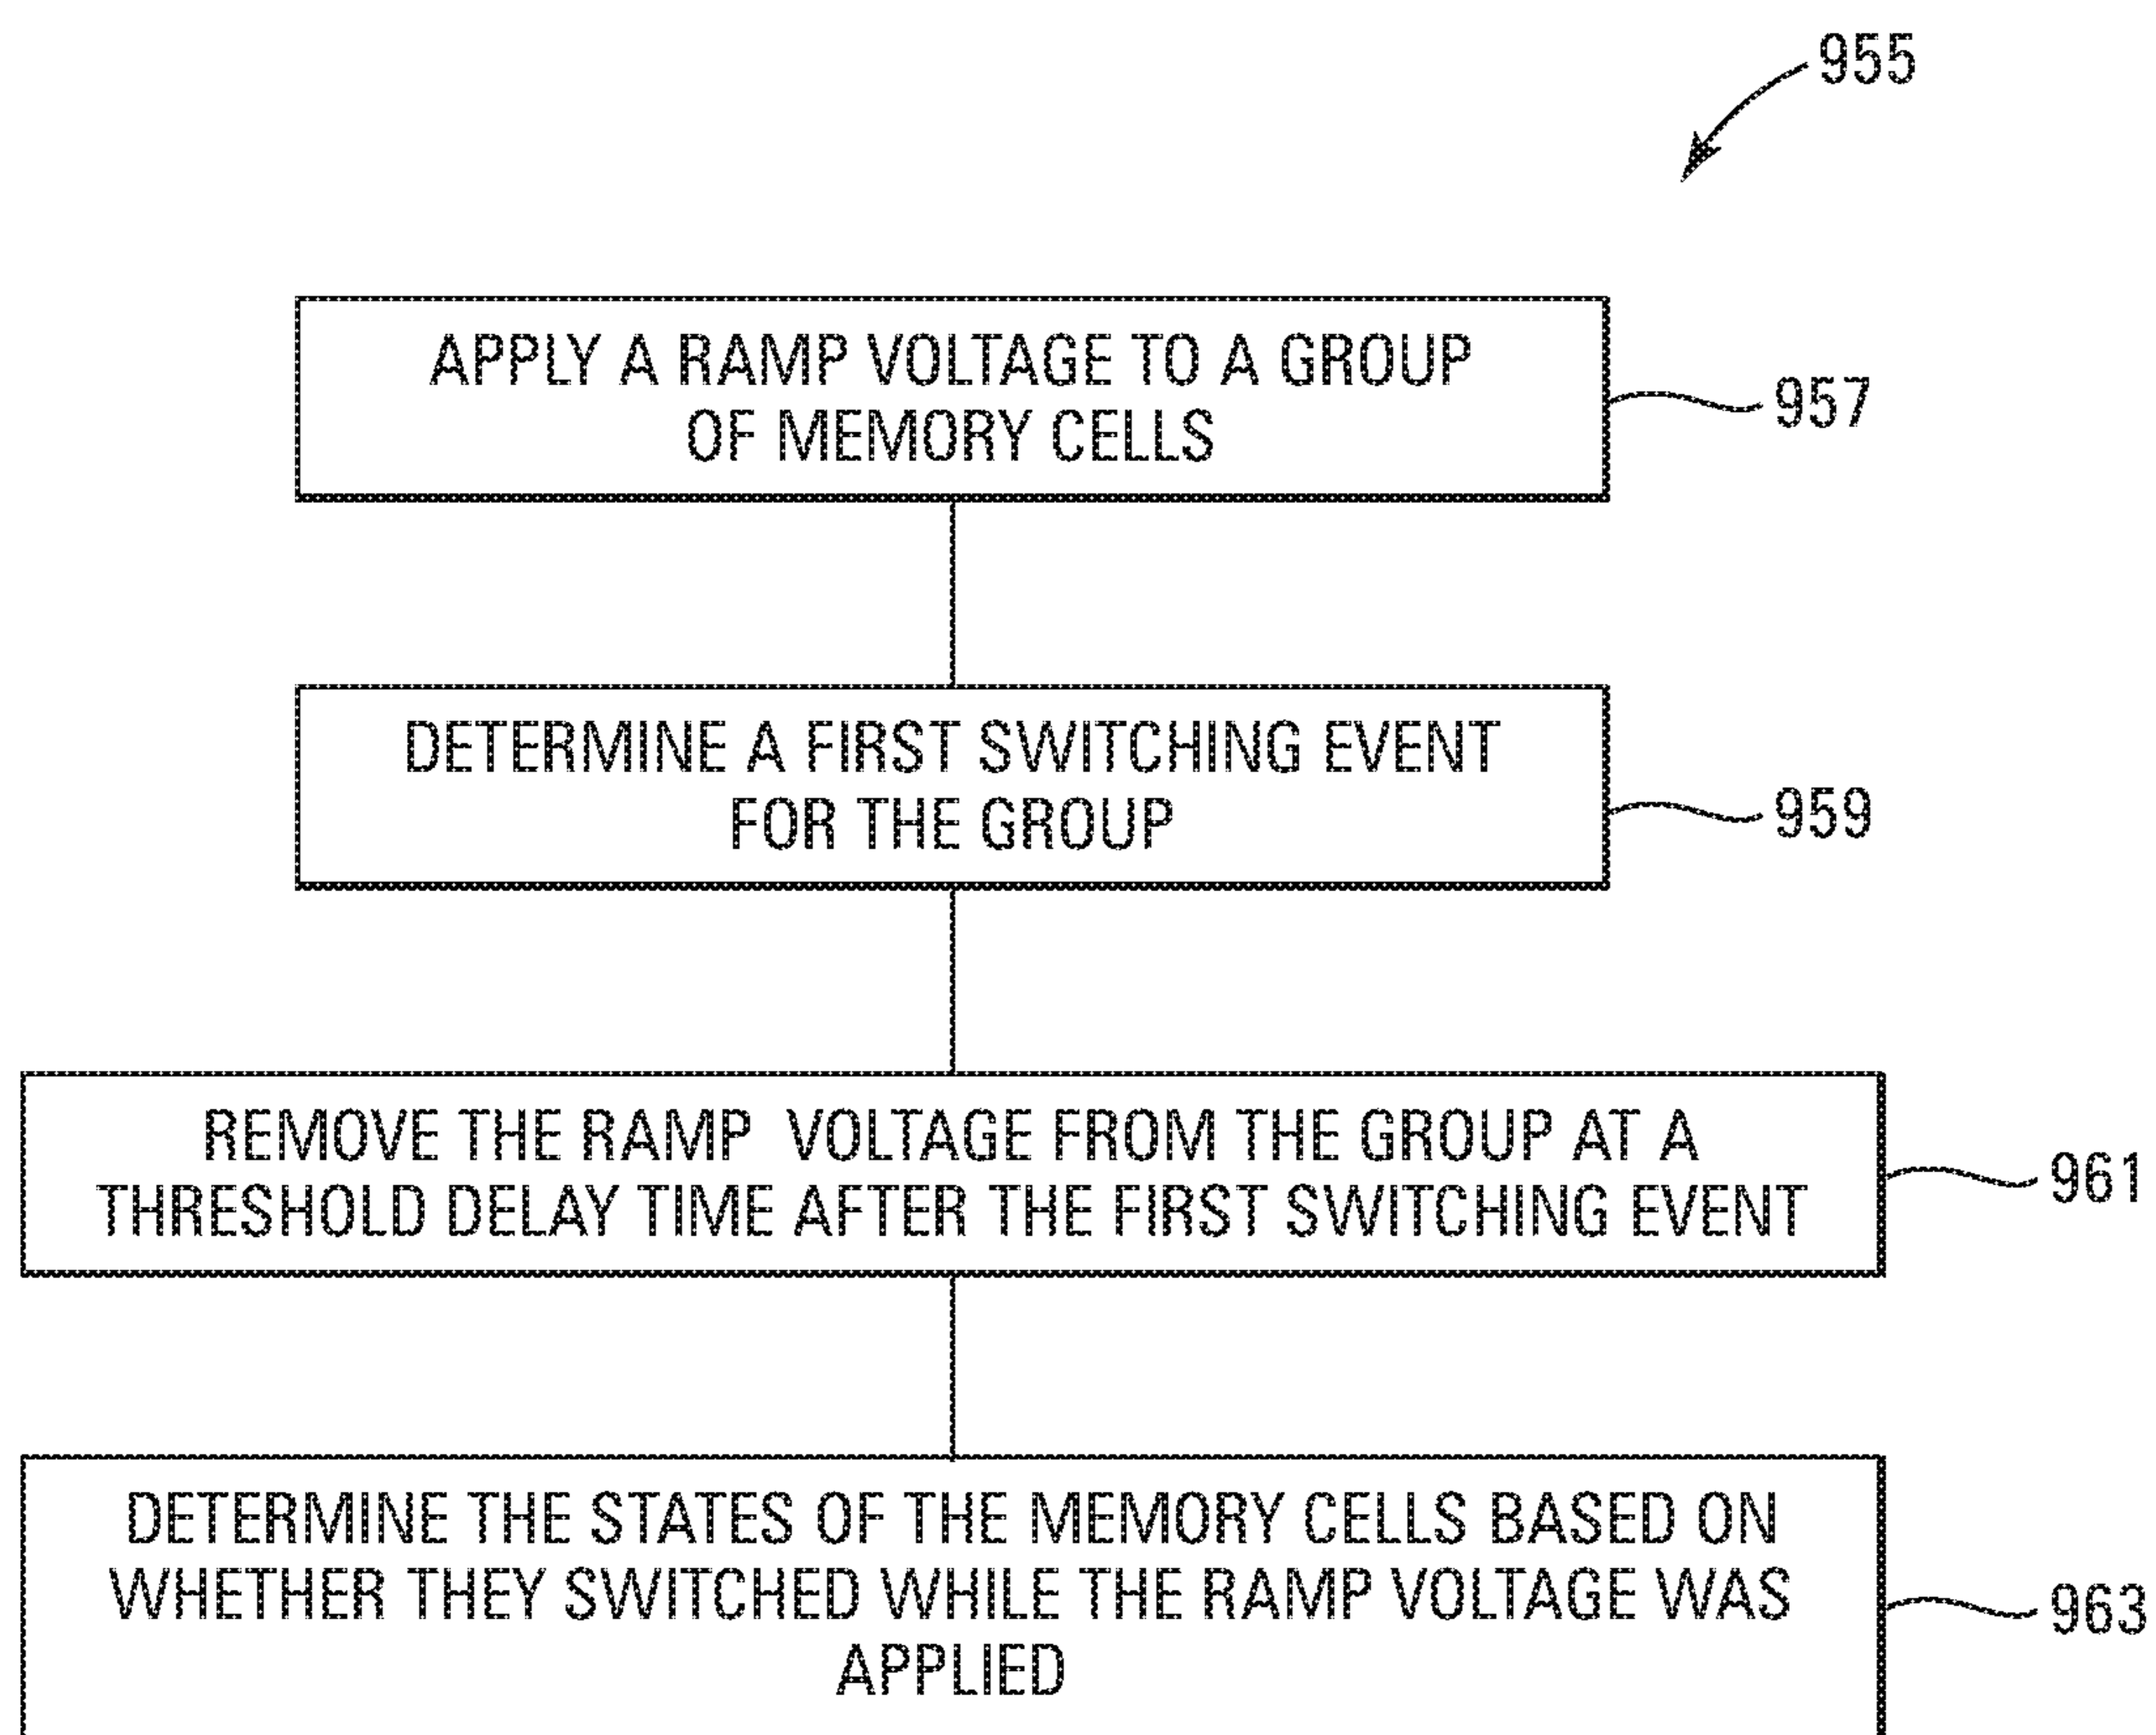 955
APPLY A RAMP VOLTAGE TO A GROUP
OF MEMORY CELLS
957
DETERMINE A FIRST SWITCHING EVENT
FOR THE GROUP
959
REMOVE THE RAMP VOLTAGE FROM THE GROUP AT A
THRESHOLD DELAY TIME AFTER THE FIRST SWITCHING EVENT
961
DETERMINE THE STATES OF THE MEMORY CELLS BASED ON
WHETHER THEY SWITCHED WHILE THE RAMP VOLTAGE WAS
APPLIED
963